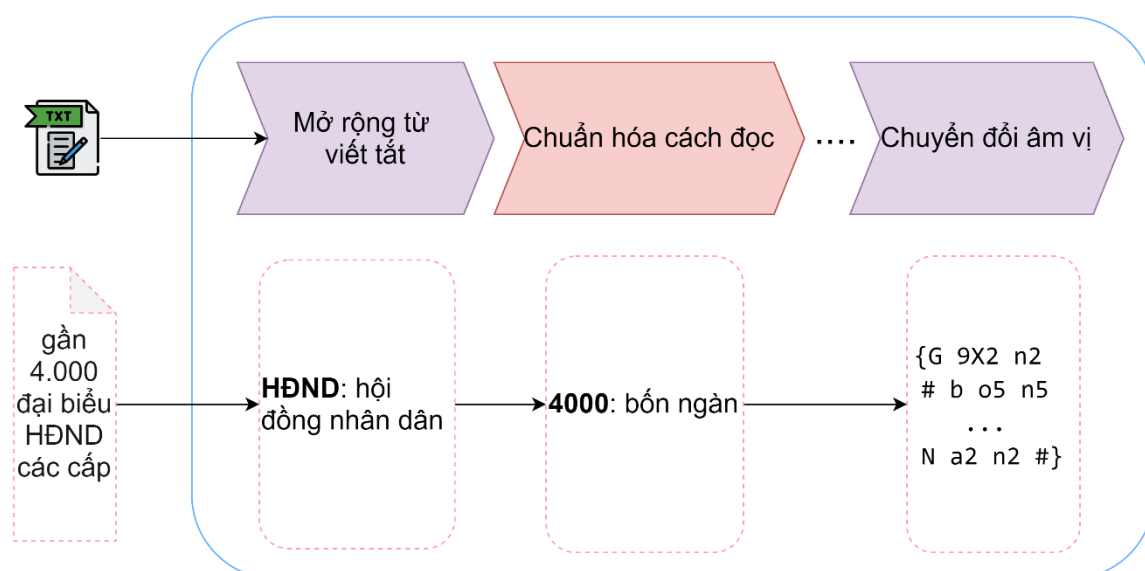 TXT
Mở rộng từ
viết tắt
Chuẩn hóa cách đọc
....
Chuyển đổi âm vị
gần
4.000
đại biểu
HĐND
các cấp
HĐND: hội
đồng nhân dân
4000: bốn ngàn
{G 9X2 n2
# b o5 n5
...
N a2 n2 #}